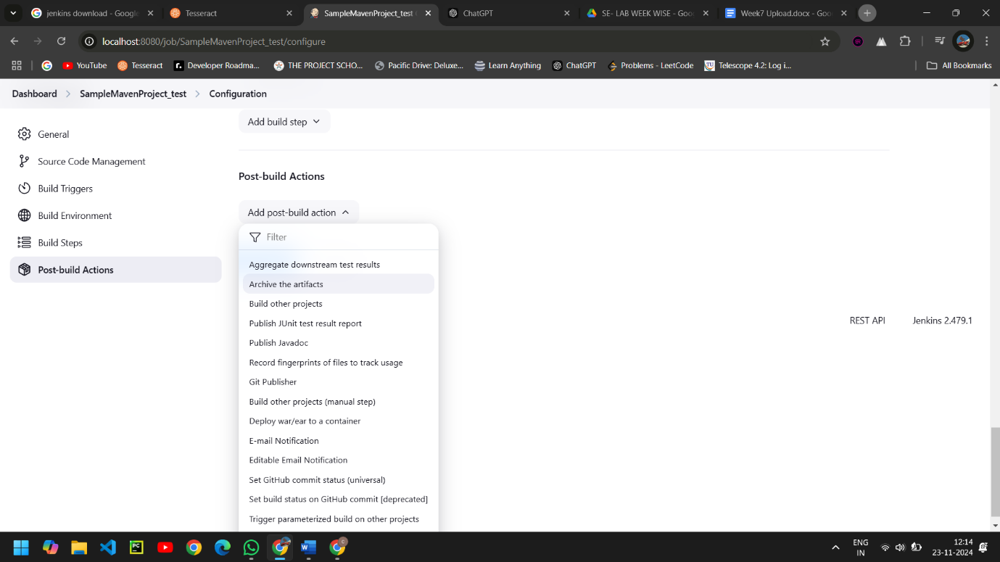 jenkins download - Google
Tesseract
SampleMavenProject_test
ChatGPT
SE- LAB WEEK WISE - Goo
Week7 Upload.docx - Goo
localhost:8080/job/SampleMavenProject_test/configure
YouTube
Tesseract
Developer Roadma...
THE PROJECT SCHO...
Pacific Drive: Deluxe...
Learn Anything
ChatGPT
Problems - LeetCode
Telescope 4.2: Log i...
All Bookmarks
Dashboard
SampleMavenProject_test
Configuration
General
Source Code Management
Build Triggers
Build Environment
Build Steps
Post-build Actions
Add build step
Post-build Actions
Add post-build action
Filter
Aggregate downstream test results
Archive the artifacts
Build other projects
Publish JUnit test result report
Publish Javadoc
Record fingerprints of files to track usage
Git Publisher
Build other projects (manual step)
Deploy war/ear to a container
E-mail Notification
Editable Email Notification
Set GitHub commit status (universal)
Set build status on GitHub commit [deprecated]
Trigger parameterized build on other projects
REST API
Jenkins 2.479.1
ENG
IN
12:14
23-11-2024